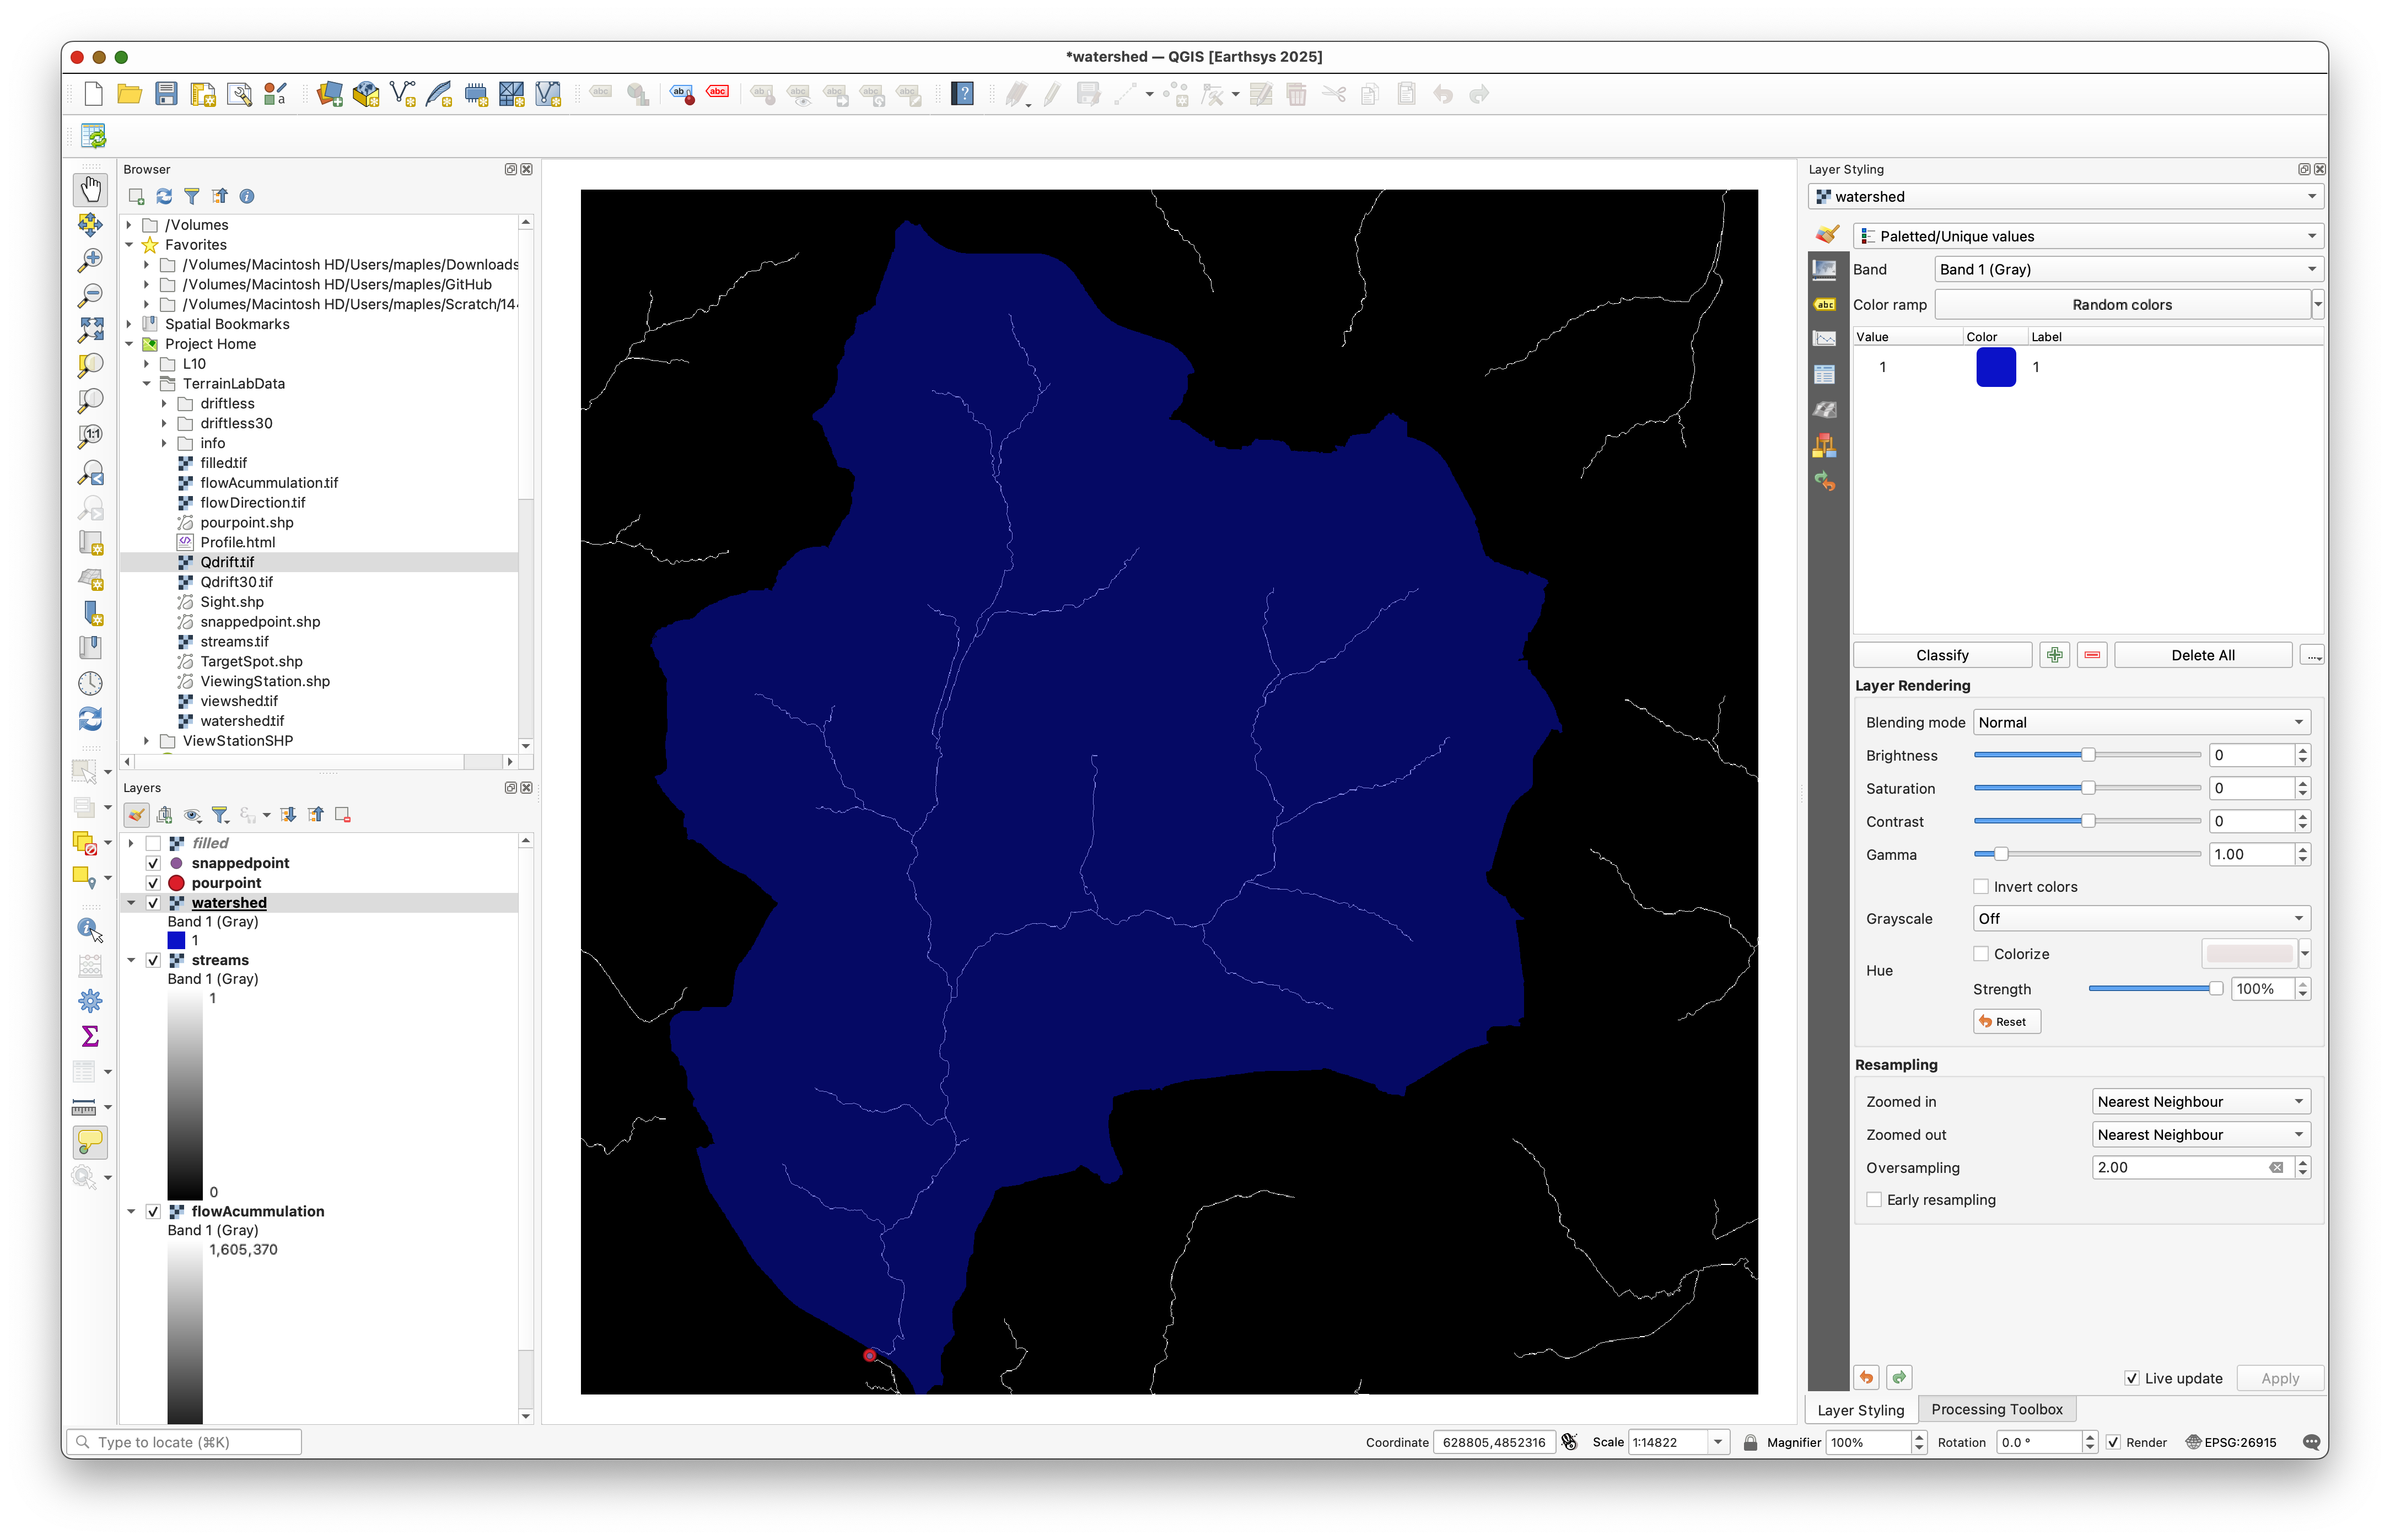 *watershed — QGIS [Earthsys 2025]
Browser
/Volumes
Favorites
/Volumes/Macintosh HD/Users/maples/Downloads
/Volumes/Macintosh HD/Users/maples/GitHub
/Volumes/Macintosh HD/Users/maples/Scratch/14
Spatial Bookmarks
Project Home
L10
TerrainLabData
driftless
driftless30
info
filled.tif
flowAcummulation.tif
flowDirection.tif
pourpoint.shp
Profile.html
Qdrift.tif
Qdrift30.tif
Sight.shp
snappedpoint.shp
streams.tif
TargetSpot.shp
ViewingStation.shp
viewshed.tif
watershed.tif
ViewStationSHP
Layers
filled
snappedpoint
pourpoint
watershed
Band 1 (Gray)
1
streams
Band 1 (Gray)
1
0
flowAcummulation
Band 1 (Gray)
1,605,370
Layer Styling
watershed
Paletted/Unique values
Band Band 1 (Gray)
Color ramp Random colors
Value Color Label
1 1
Classify Delete All ...
Layer Rendering
Blending mode Normal
Brightness 0
Saturation 0
Contrast 0
Gamma 1.00
Invert colors
Grayscale Off
Hue Colorize
Strength 100%
Reset
Resampling
Zoomed in Nearest Neighbour
Zoomed out Nearest Neighbour
Oversampling 2.00
Early resampling
Live update Apply
Layer Styling Processing Toolbox
Type to locate (⌘K) Coordinate 628805,4852316 Scale 1:14822 Magnifier 100% Rotation 0.0 ° Render EPSG:26915